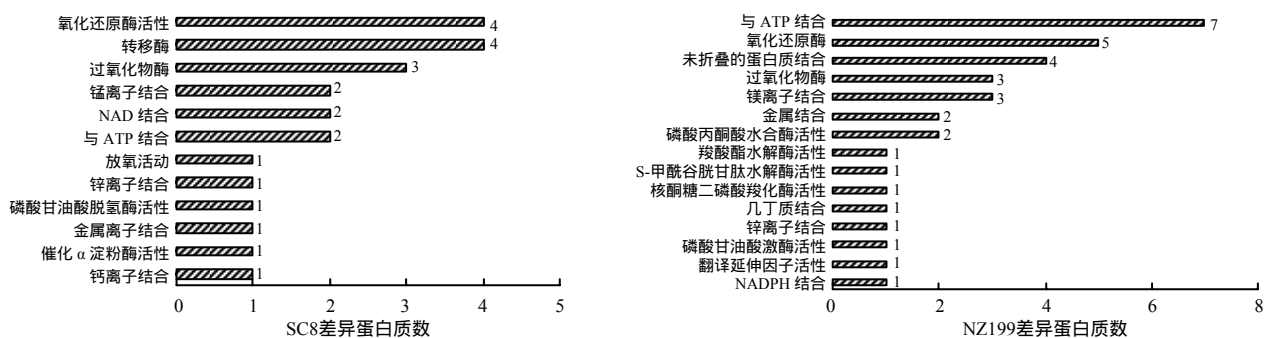 氧化还原酶活性 4
转移酶 4
过氧化物酶 3
锰离子结合 2
NAD 结合 2
与 ATP 结合 2
放氧活动 1
锌离子结合 1
磷酸甘油酸脱氢酶活性 1
金属离子结合 1
催化 α 淀粉酶活性 1
钙离子结合 1
0 1 2 3 4 5
SC8差异蛋白质数
与 ATP 结合 7
氧化还原酶 5
未折叠的蛋白质结合 4
过氧化物酶 3
镁离子结合 3
金属结合 2
磷酸丙酮酸水合酶活性 2
羧酸酯水解酶活性 1
S-甲酰谷胱甘肽水解酶活性 1
核酮糖二磷酸羧化酶活性 1
几丁质结合 1
锌离子结合 1
磷酸甘油酸激酶活性 1
翻译延伸因子活性 1
NADPH 结合 1
0 2 4 6 8
NZ199差异蛋白质数